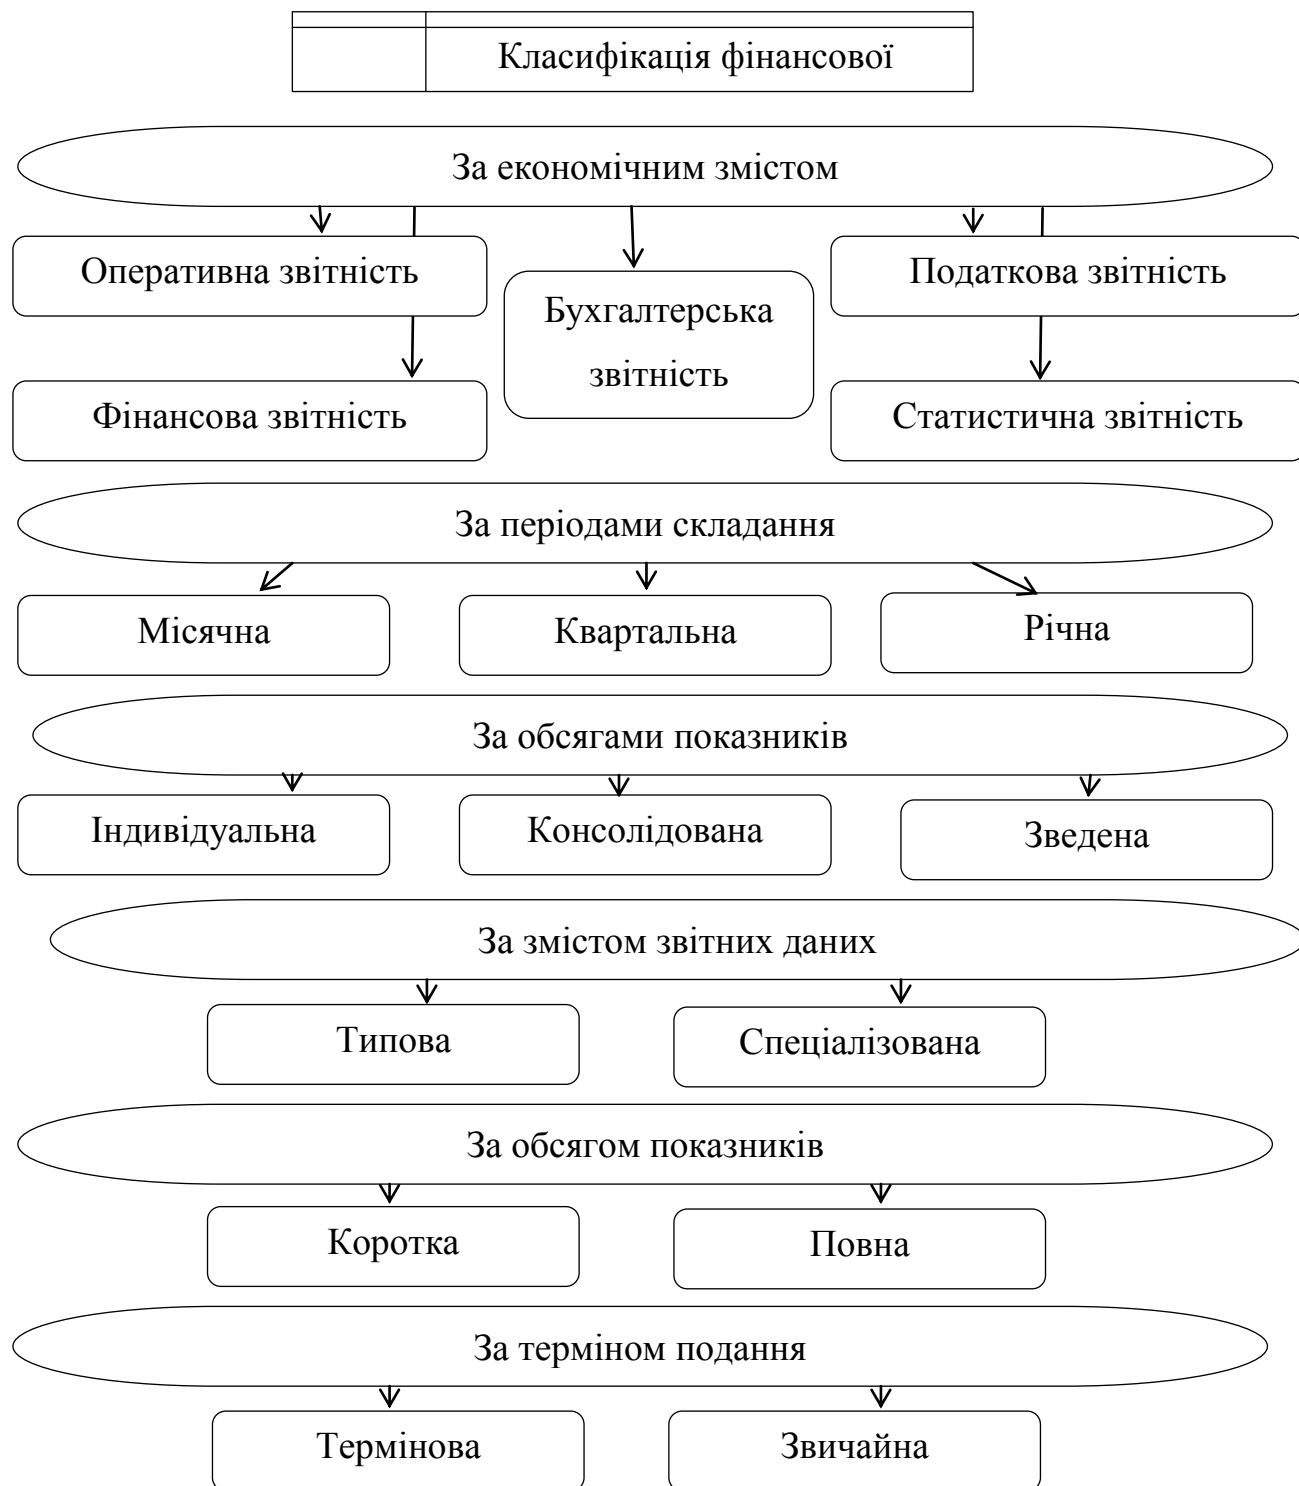 Класифікація фінансової
За економічним змістом
Оперативна звітність
Бухгалтерська
звітність
Податкова звітність
Фінансова звітність
Статистична звітність
За періодами складання
Місячна
Квартальна
Річна
За обсягами показників
Індивідуальна
Консолідована
Зведена
За змістом звітних даних
Типова
Спеціалізована
За обсягом показників
Коротка
Повна
За терміном подання
Термінова
Звичайна